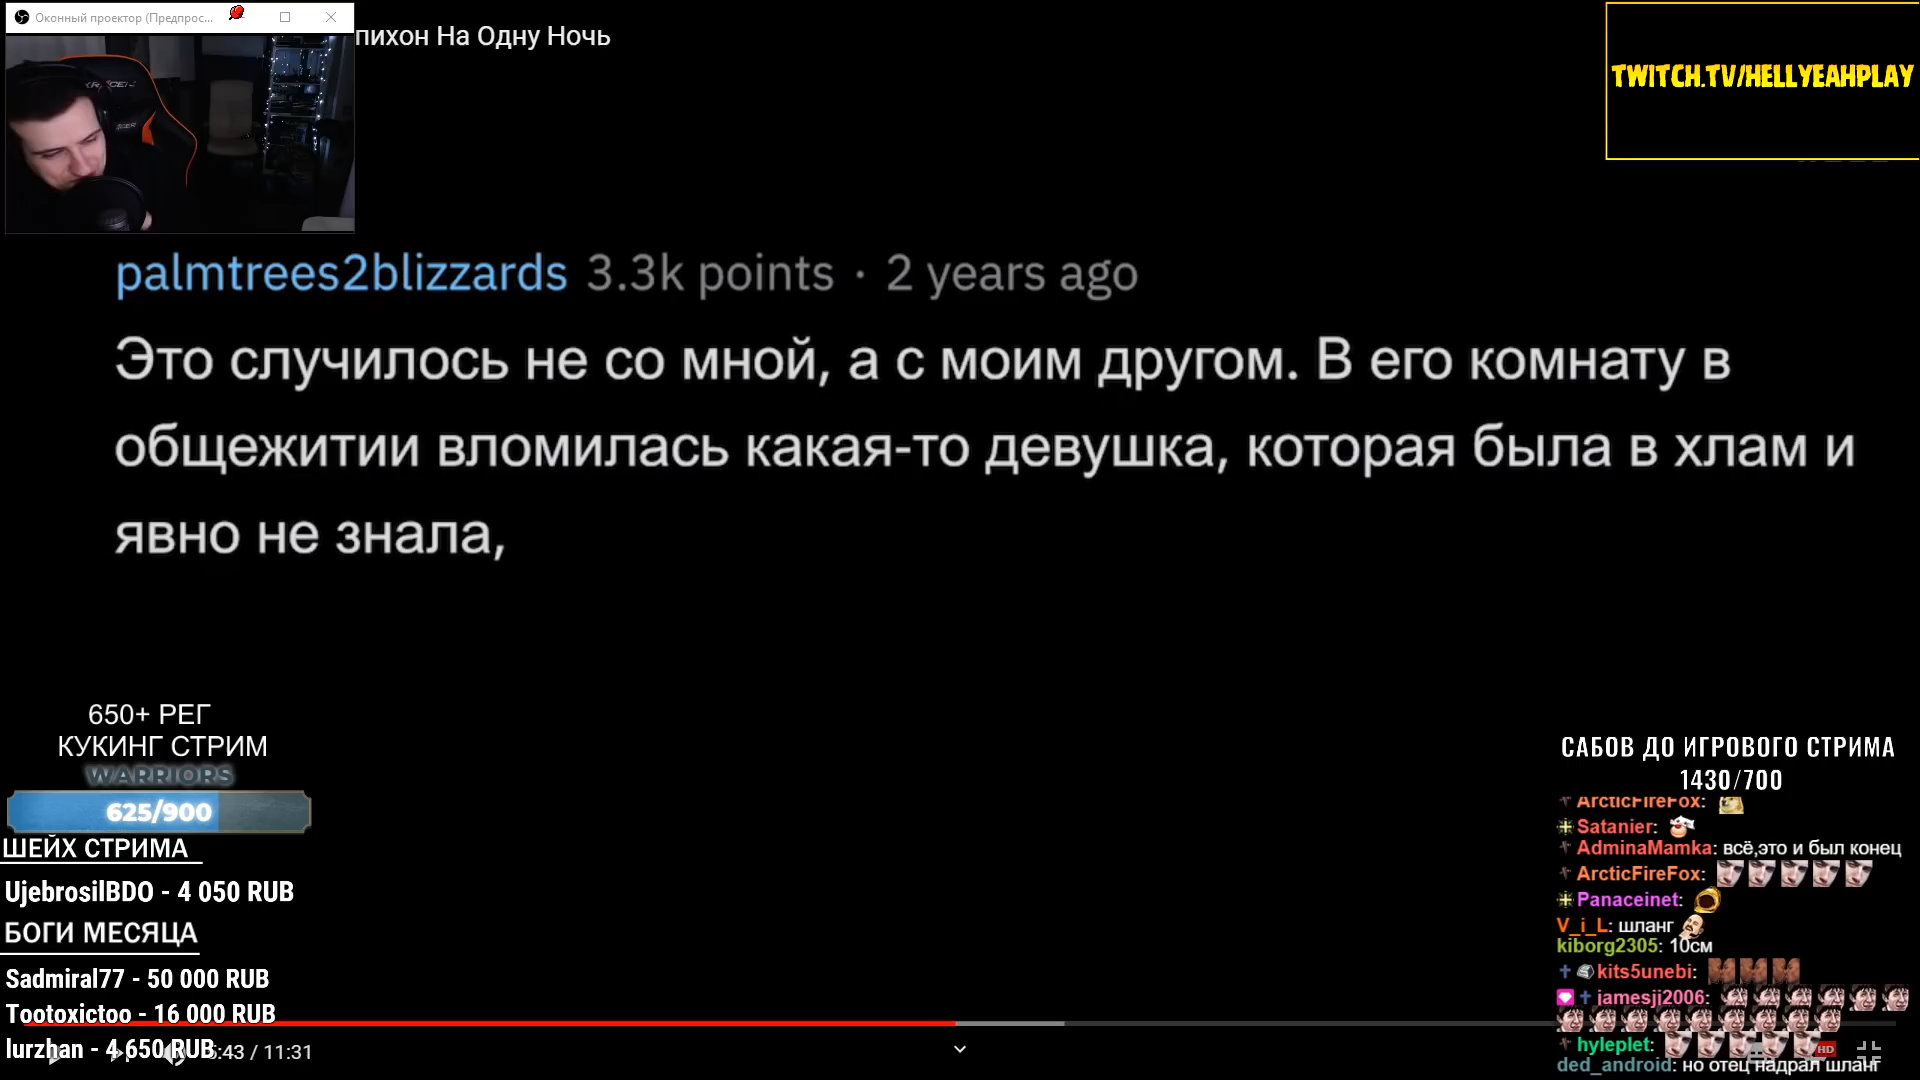 Оконный проектор (Предпрос...
пихон На Одну Ночь
TWITCH.TV/HELLYEAHPLAY
palmtrees2blizzards 3.3k points · 2 years ago
Это случилось не со мной, а с моим другом. В его комнату в
общежитии вломилась какая-то девушка, которая была в хлам и
явно не знала,
650+ РЕГ
КУКИНГ СТРИМ
WARRIORS
625/900
ШЕЙХ СТРИМА
UjebrosilBDO - 4 050 RUB
БОГИ МЕСЯЦА
Sadmiral77 - 50 000 RUB
Tootoxictoo - 16 000 RUB
lurzhan - 4 650 RUB
5:43 / 11:31
САБОВ ДО ИГРОВОГО СТРИМА
1430/700
ArcticFireFox:
Satanier:
AdminaMamka: всё,это и был конец
ArcticFireFox:
Panaceinet:
V_i_L: шланг
kiborg2305: 10см
kits5unebi:
jamesji2006:
hyleplet:
HD
ded_android: но отец надрал шланг